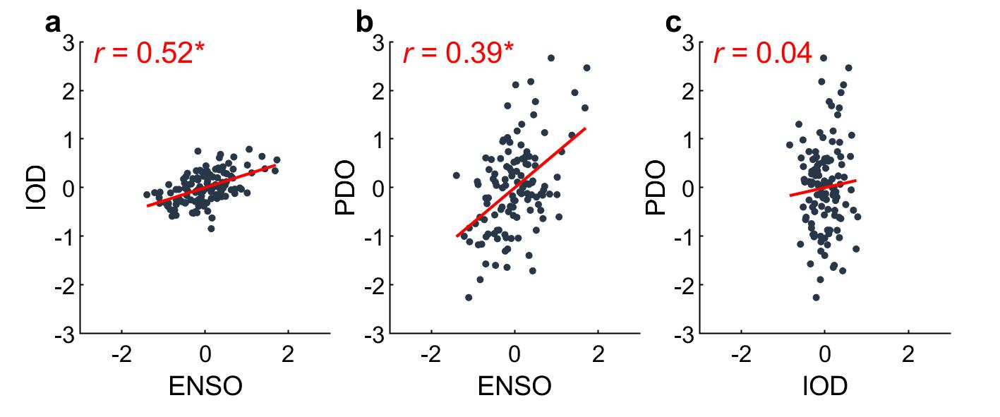 a
r = 0.52*
3
2
1
0
-1
-2
-3
IOD
-2 0 2
ENSO
b
r = 0.39*
3
2
1
0
-1
-2
-3
PDO
-2 0 2
ENSO
c
r = 0.04
3
2
1
0
-1
-2
-3
PDO
-2 0 2
IOD